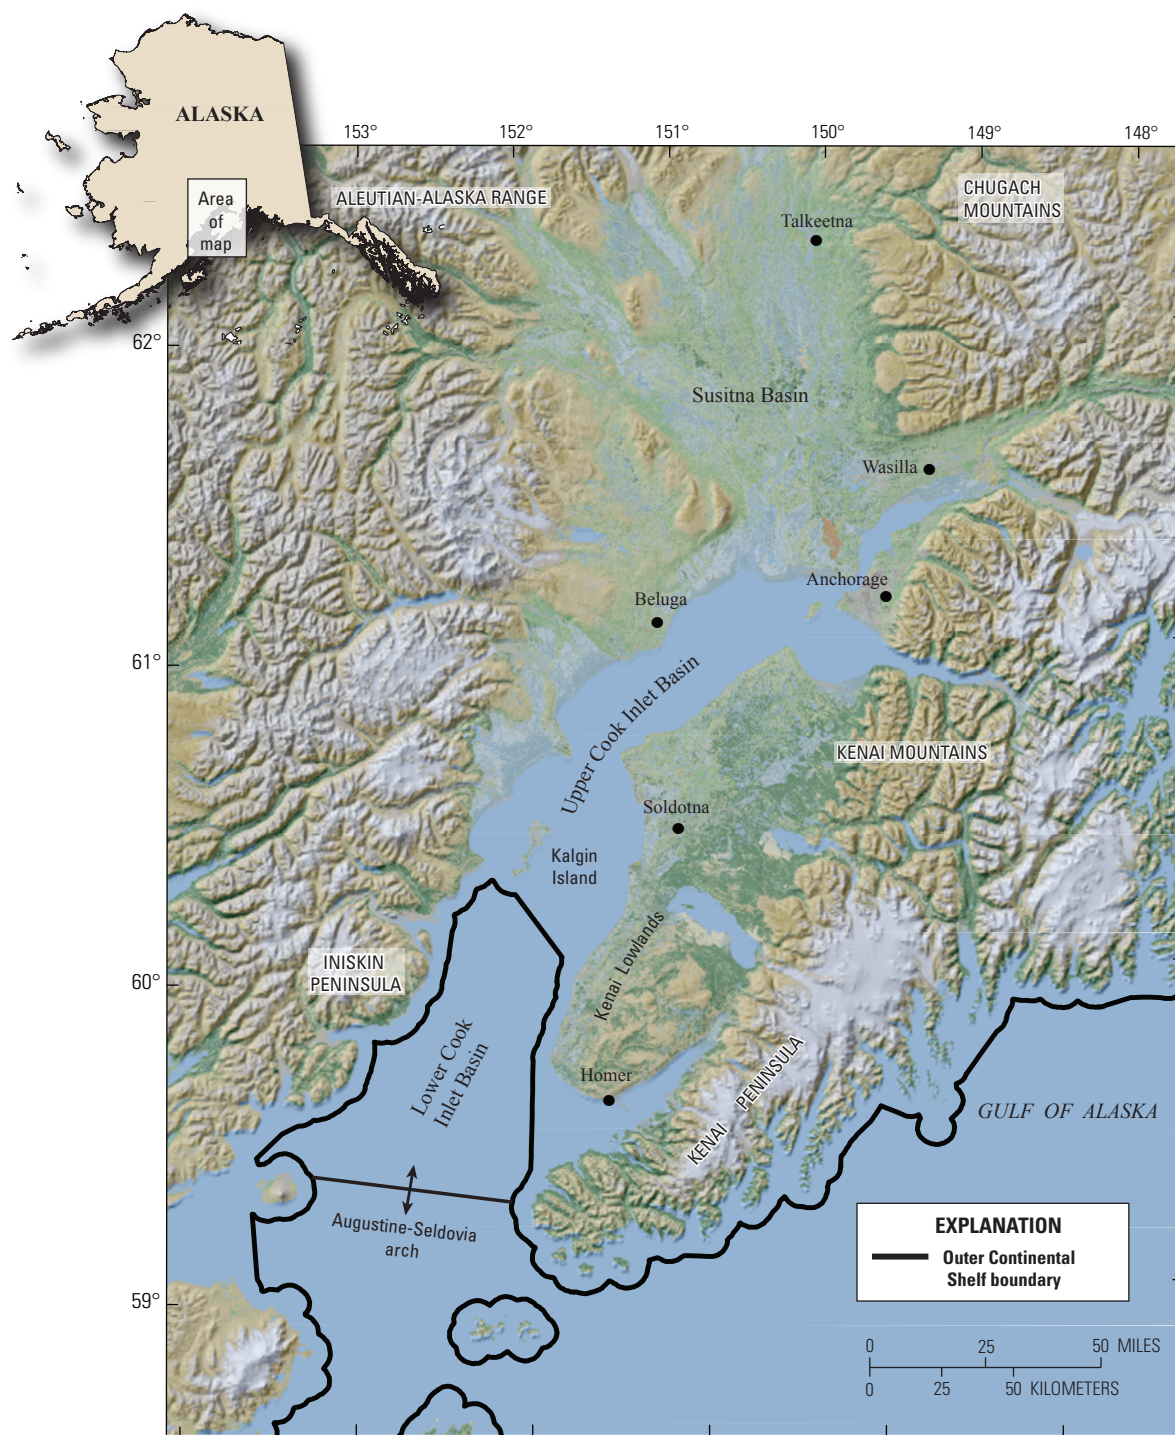 ALASKA
Area
of
map
153°
152°
151°
150°
149°
148°
ALEUTIAN-ALASKA RANGE
CHUGACH
MOUNTAINS
Talkeetna
62°
Susitna Basin
Wasilla
Anchorage
Beluga
61°
Upper Cook Inlet Basin
KENAI MOUNTAINS
Soldotna
Kalgin
Island
Kenai Lowlands
INISKIN
PENINSULA
60°
Lower Cook
Inlet Basin
Homer
KENAI PENINSULA
GULF OF ALASKA
Augustine-Seldovia
arch
59°
EXPLANATION
Outer Continental
Shelf boundary
0 25 50 MILES
0 25 50 KILOMETERS